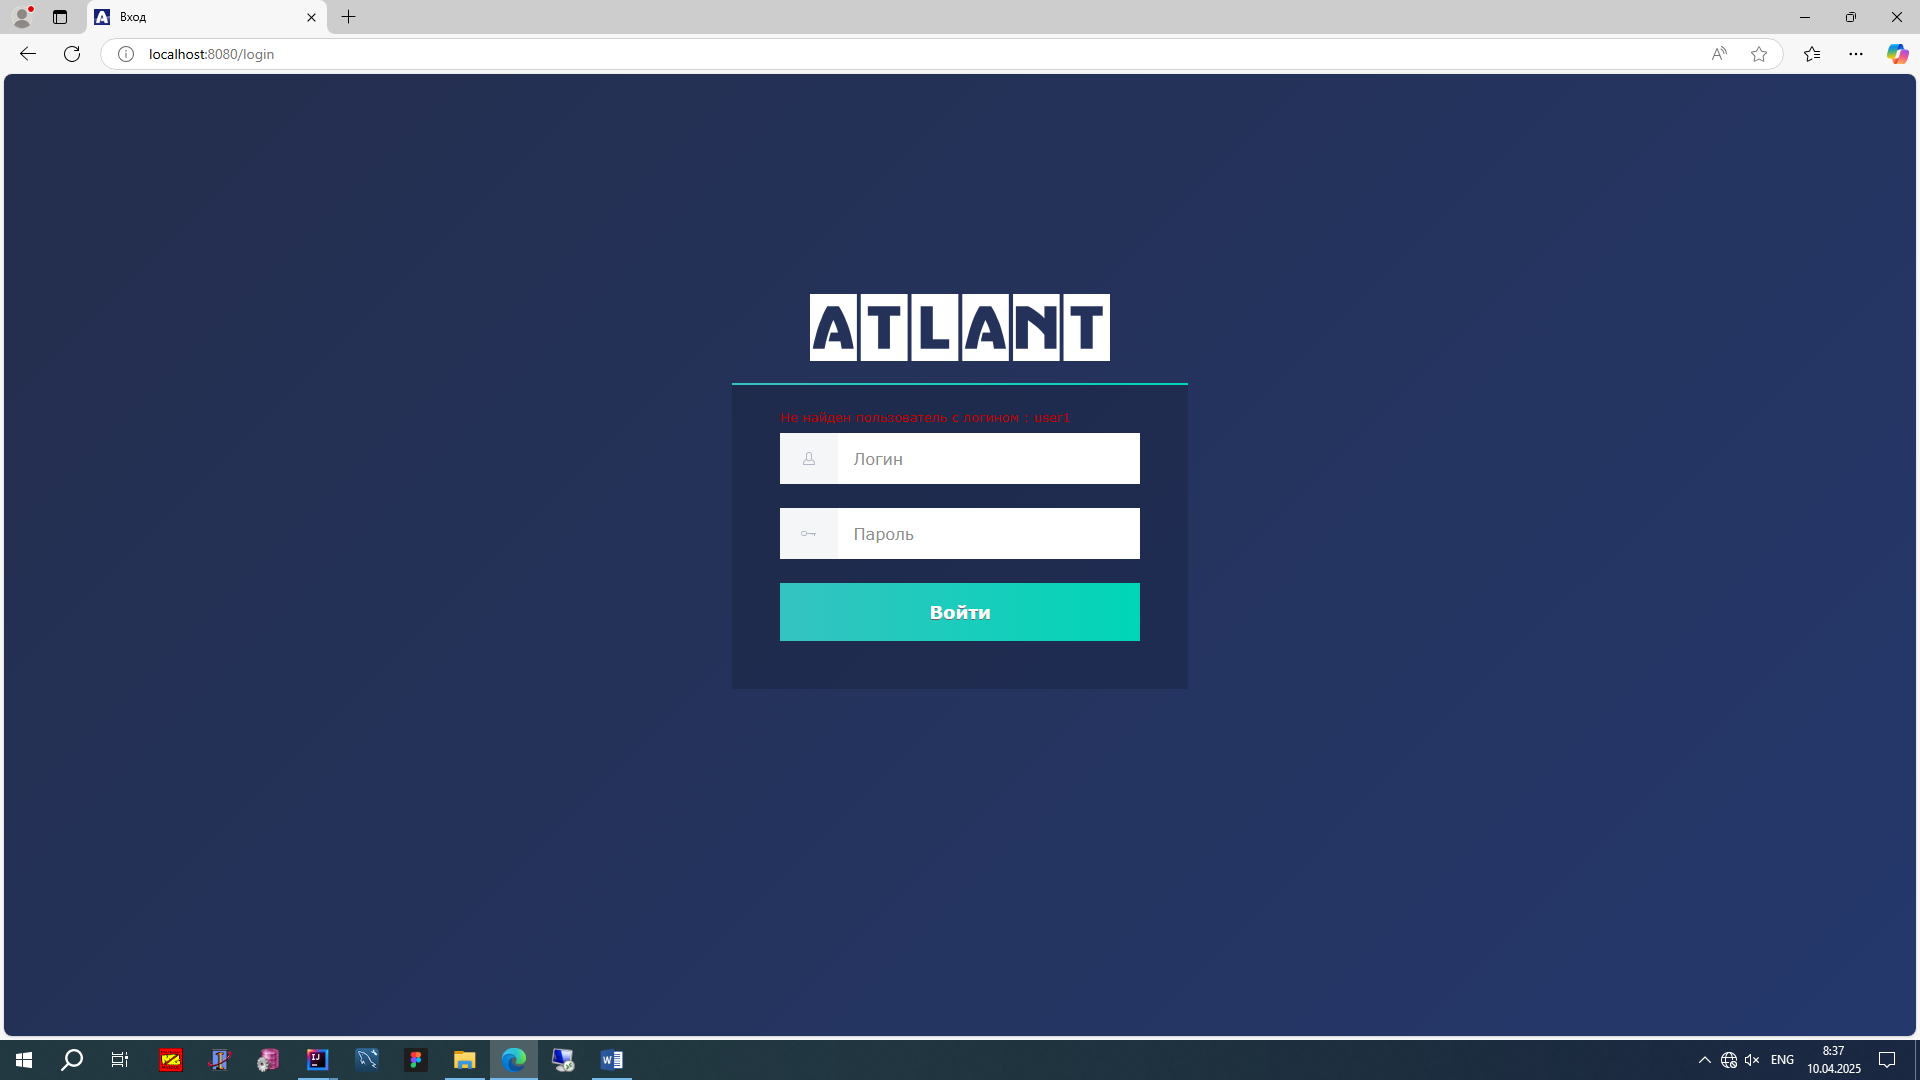 Вход
localhost:8080/login
ATLANT
Не найден пользователь с логином : user1
Логин
Пароль
Войти
ENG
8:37
10.04.2025